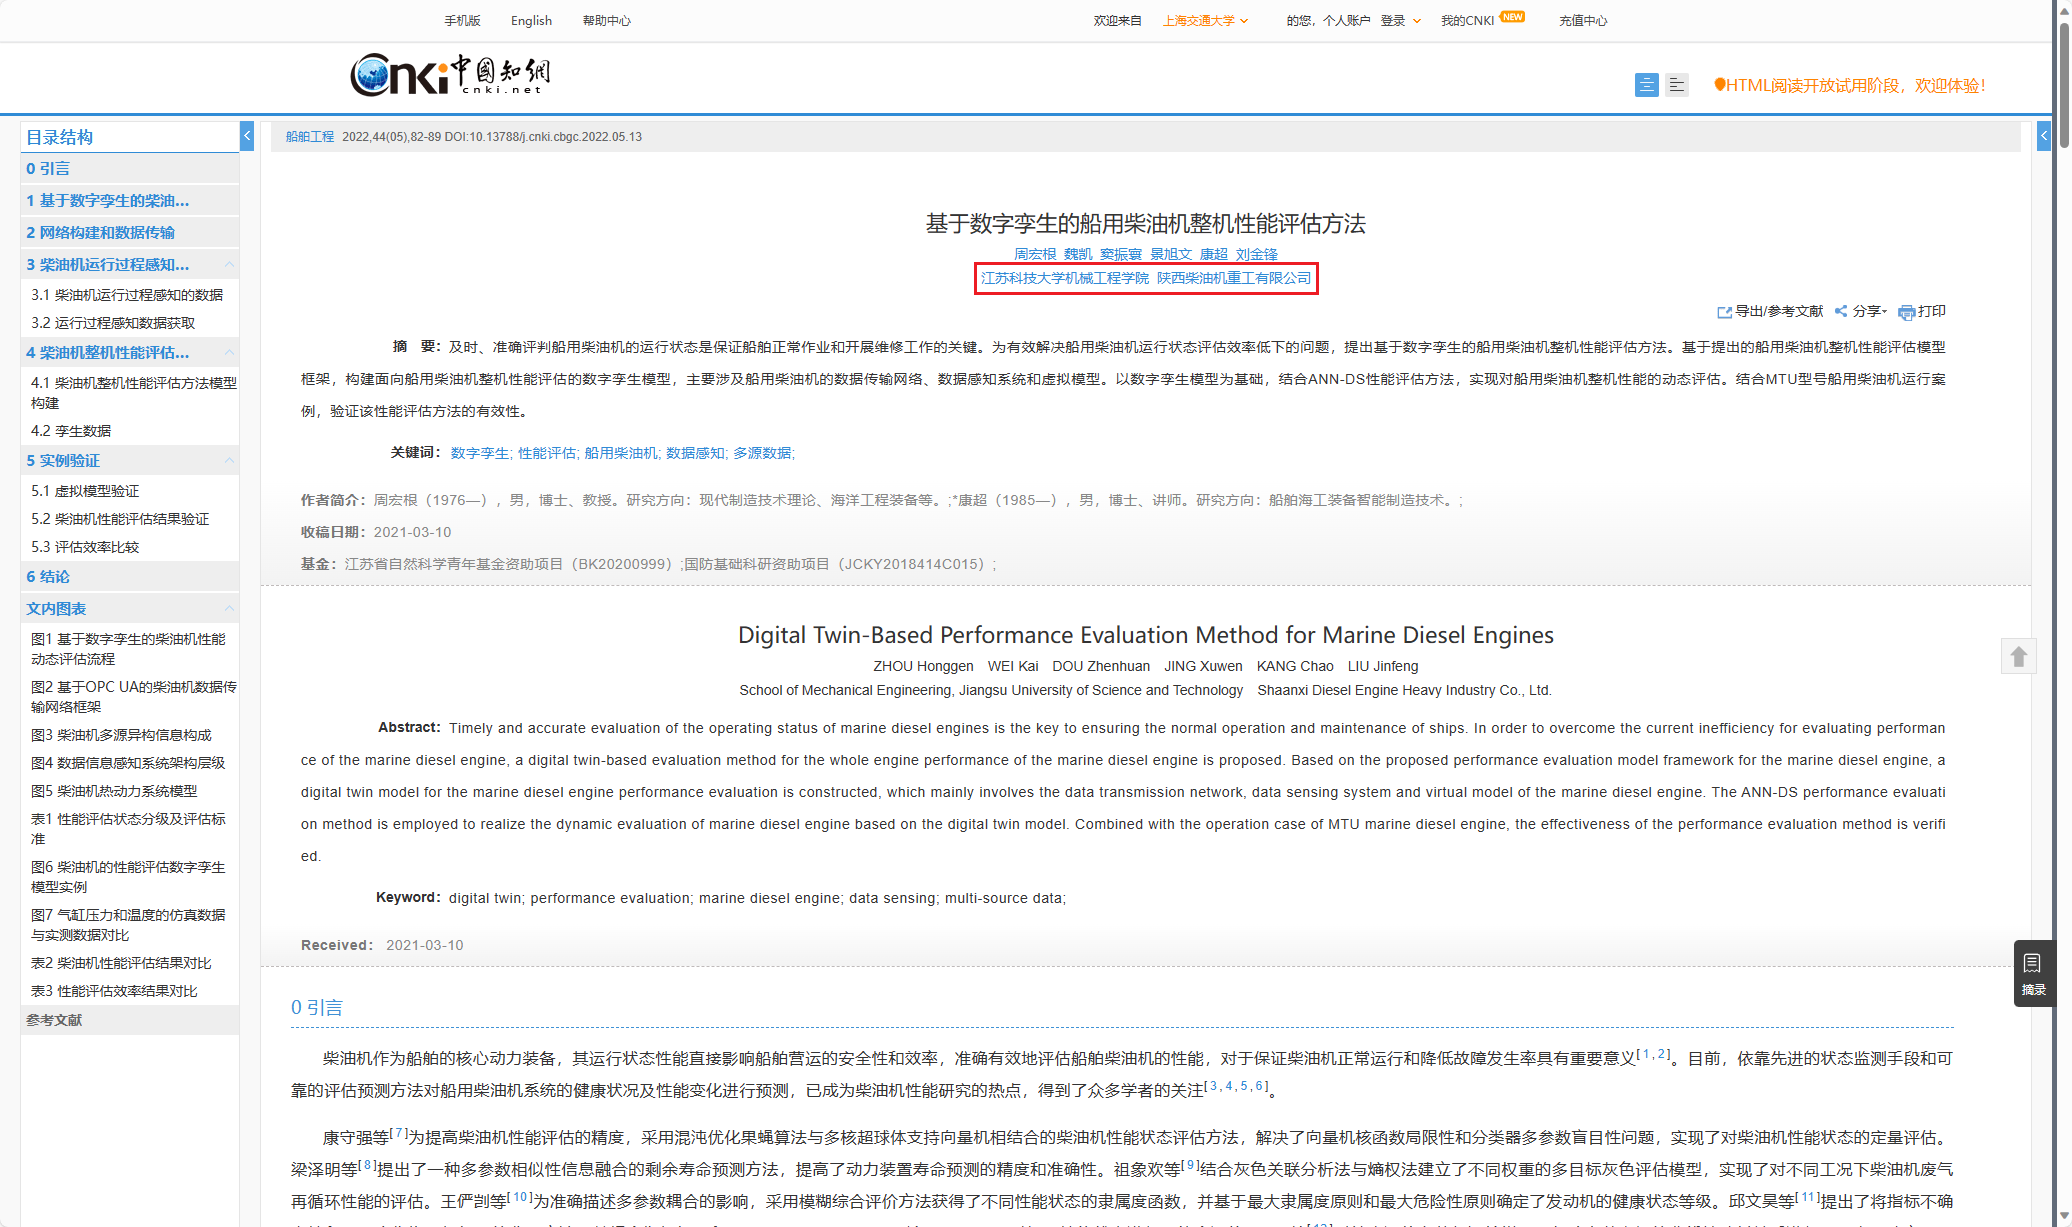 手机版 English 帮助中心 欢迎来自 上海交通大学 的您，个人账户 登录 我的CNKI NEW 充值中心
Cnki中国知網
cnki.net
HTML阅读开放试用阶段，欢迎体验！
目录结构
0 引言
1 基于数字孪生的柴油...
2 网络构建和数据传输
3 柴油机运行过程感知...
3.1 柴油机运行过程感知的数据
3.2 运行过程感知数据获取
4 柴油机整机性能评估...
4.1 柴油机整机性能评估方法模型
构建
4.2 孪生数据
5 实例验证
5.1 虚拟模型验证
5.2 柴油机性能评估结果验证
5.3 评估效率比较
6 结论
文内图表
图1 基于数字孪生的柴油机性能
动态评估流程
图2 基于OPC UA的柴油机数据传
输网络框架
图3 柴油机多源异构信息构成
图4 数据信息感知系统架构层级
图5 柴油机热动力系统模型
表1 性能评估状态分级及评估标
准
图6 柴油机的性能评估数字孪生
模型实例
图7 气缸压力和温度的仿真数据
与实测数据对比
表2 柴油机性能评估结果对比
表3 性能评估效率结果对比
参考文献
船舶工程 2022,44(05),82-89 DOI:10.13788/j.cnki.cbgc.2022.05.13
基于数字孪生的船用柴油机整机性能评估方法
周宏根 魏凯 窦振寰 景旭文 康超 刘金锋
江苏科技大学机械工程学院 陕西柴油机重工有限公司
导出/参考文献 分享 打印
摘 要：及时、准确评判船用柴油机的运行状态是保证船舶正常作业和开展维修工作的关键。为有效解决船用柴油机运行状态评估效率低下的问题，提出基于数字孪生的船用柴油机整机性能评估方法。基于提出的船用柴油机整机性能评估模型
框架，构建面向船用柴油机整机性能评估的数字孪生模型，主要涉及船用柴油机的数据传输网络、数据感知系统和虚拟模型。以数字孪生模型为基础，结合ANN-DS性能评估方法，实现对船用柴油机整机性能的动态评估。结合MTU型号船用柴油机运行案
例，验证该性能评估方法的有效性。
关键词：数字孪生; 性能评估; 船用柴油机; 数据感知; 多源数据;
作者简介：周宏根（1976—），男，博士、教授。研究方向：现代制造技术理论、海洋工程装备等。;*康超（1985—），男，博士、讲师。研究方向：船舶海工装备智能制造技术。;
收稿日期：2021-03-10
基金：江苏省自然科学青年基金资助项目（BK20200999）;国防基础科研资助项目（JCKY2018414C015）;
Digital Twin-Based Performance Evaluation Method for Marine Diesel Engines
ZHOU Honggen WEI Kai DOU Zhenhuan JING Xuwen KANG Chao LIU Jinfeng
School of Mechanical Engineering, Jiangsu University of Science and Technology Shaanxi Diesel Engine Heavy Industry Co., Ltd.
Abstract: Timely and accurate evaluation of the operating status of marine diesel engines is the key to ensuring the normal operation and maintenance of ships. In order to overcome the current inefficiency for evaluating performan
ce of the marine diesel engine, a digital twin-based evaluation method for the whole engine performance of the marine diesel engine is proposed. Based on the proposed performance evaluation model framework for the marine diesel engine, a
digital twin model for the marine diesel engine performance evaluation is constructed, which mainly involves the data transmission network, data sensing system and virtual model of the marine diesel engine. The ANN-DS performance evaluati
on method is employed to realize the dynamic evaluation of marine diesel engine based on the digital twin model. Combined with the operation case of MTU marine diesel engine, the effectiveness of the performance evaluation method is verifi
ed.
Keyword: digital twin; performance evaluation; marine diesel engine; data sensing; multi-source data;
Received: 2021-03-10
摘录
0 引言
柴油机作为船舶的核心动力装备，其运行状态性能直接影响船舶营运的安全性和效率，准确有效地评估船舶柴油机的性能，对于保证柴油机正常运行和降低故障发生率具有重要意义[1,2]。目前，依靠先进的状态监测手段和可
靠的评估预测方法对船用柴油机系统的健康状况及性能变化进行预测，已成为柴油机性能研究的热点，得到了众多学者的关注[3,4,5,6]。
康守强等[7]为提高柴油机性能评估的精度，采用混沌优化果蝇算法与多核超球体支持向量机相结合的柴油机性能状态评估方法，解决了向量机核函数局限性和分类器多参数盲目性问题，实现了对柴油机性能状态的定量评估。
梁泽明等[8]提出了一种多参数相似性信息融合的剩余寿命预测方法，提高了动力装置寿命预测的精度和准确性。祖象欢等[9]结合灰色关联分析法与熵权法建立了不同权重的多目标灰色评估模型，实现了对不同工况下柴油机废气
再循环性能的评估。王俨剀等[10]为准确描述多参数耦合的影响，采用模糊综合评价方法获得了不同性能状态的隶属度函数，并基于最大隶属度原则和最大危险性原则确定了发动机的健康状态等级。邱文昊等[11]提出了将指标不确